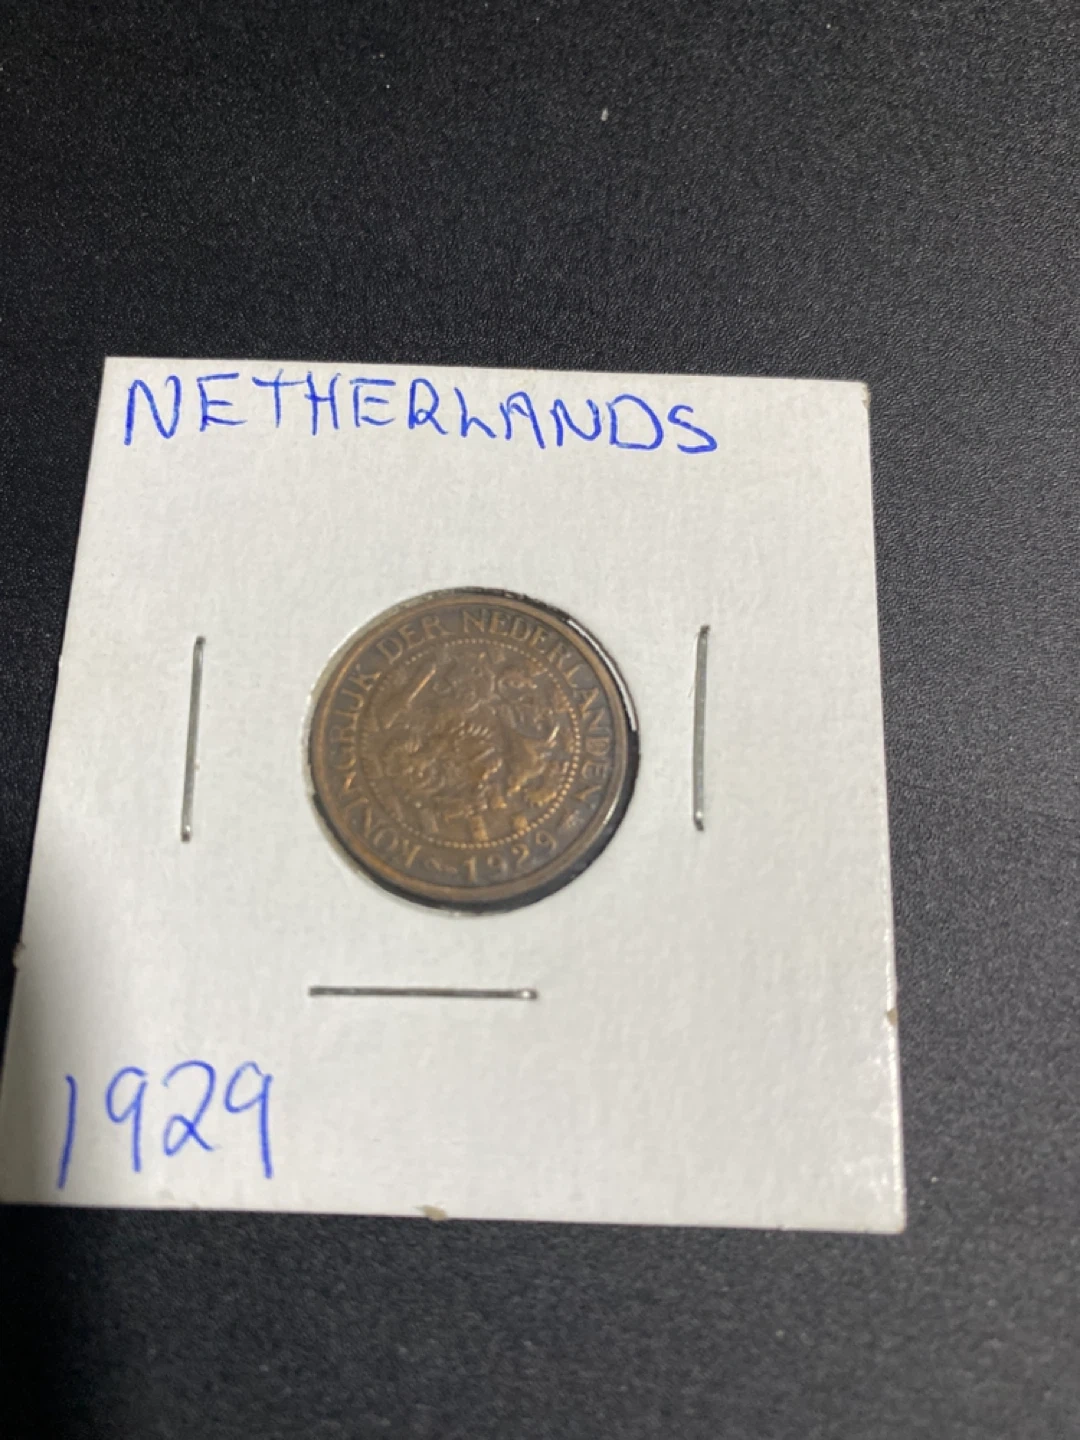 NETHERLANDS
KONINGRIJK DER NEDERLANDEN
1929
1929